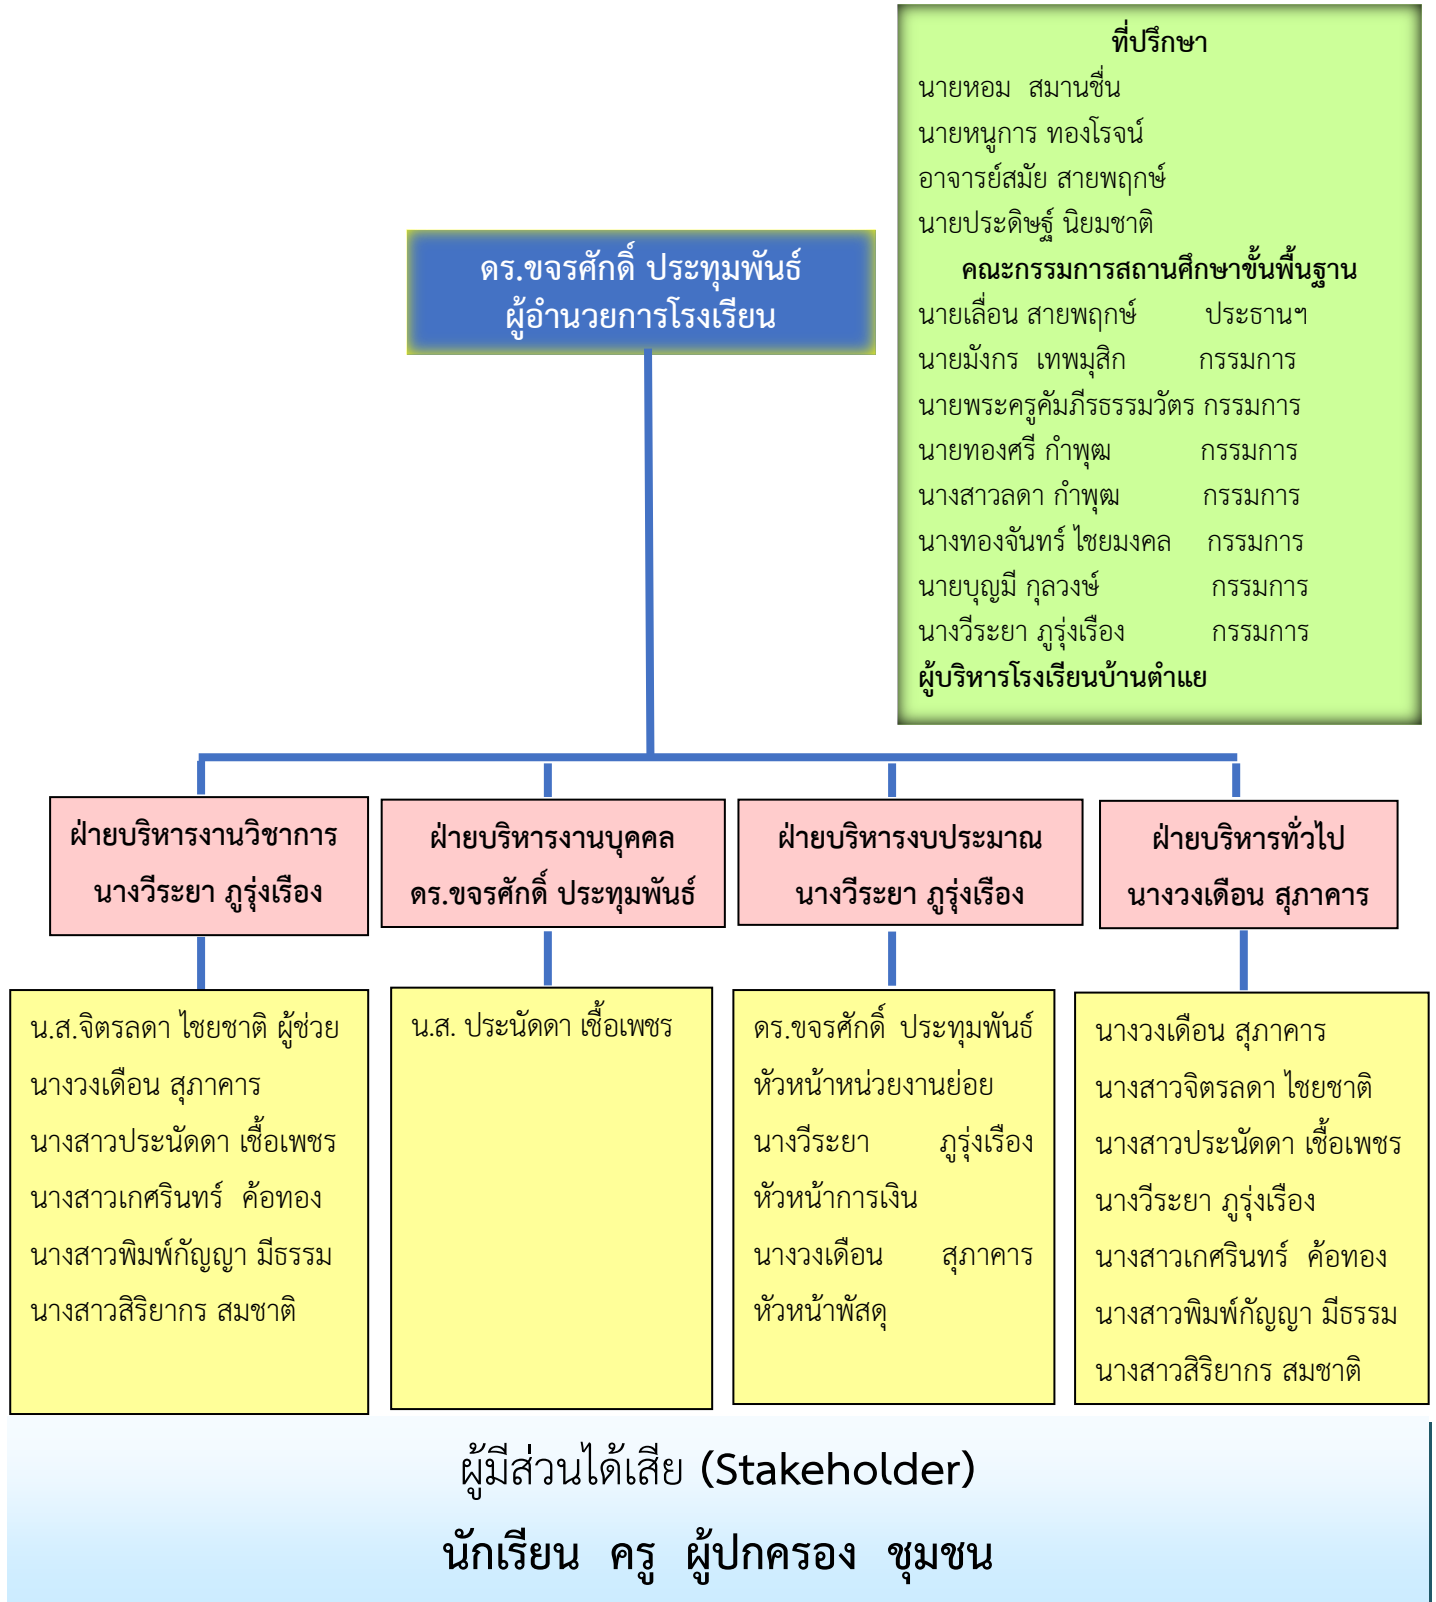 ที่ปรึกษา
นายหอม  สมานชื่น
นายหนูการ ทองโรจน์
อาจารย์สมัย สายพฤกษ์
นายประดิษฐ์ นิยมชาติ
คณะกรรมการสถานศึกษาขั้นพื้นฐาน
นายเลื่อน สายพฤกษ์ ประธานฯ
นายมังกร  เทพมุสิก กรรมการ
นายพระครูคัมภีรธรรมวัตร กรรมการ
นายทองศรี กำพุฒ กรรมการ
นางสาวลดา กำพุฒ กรรมการ
นางทองจันทร์ ไชยมงคล กรรมการ
นายบุญมี กุลวงษ์ กรรมการ
นางวีระยา ภูรุ่งเรือง กรรมการ
ผู้บริหารโรงเรียนบ้านตำแย
ดร.ขจรศักดิ์ ประทุมพันธ์
ผู้อำนวยการโรงเรียน
ฝ่ายบริหารงานวิชาการ
นางวีระยา ภูรุ่งเรือง
ฝ่ายบริหารงานบุคคล
ดร.ขจรศักดิ์ ประทุมพันธ์
ฝ่ายบริหารงบประมาณ
นางวีระยา ภูรุ่งเรือง
ฝ่ายบริหารทั่วไป
นางวงเดือน สุภาคาร
น.ส.จิตรลดา ไชยชาติ ผู้ช่วย
นางวงเดือน สุภาคาร
นางสาวประนัดดา เชื้อเพชร
นางสาวเกศรินทร์  ค้อทอง
นางสาวพิมพ์กัญญา มีธรรม
นางสาวสิริยากร สมชาติ
น.ส. ประนัดดา เชื้อเพชร
ดร.ขจรศักดิ์ ประทุมพันธ์
หัวหน้าหน่วยงานย่อย
นางวีระยา ภูรุ่งเรือง
หัวหน้าการเงิน
นางวงเดือน สุภาคาร
หัวหน้าพัสดุ
นางวงเดือน สุภาคาร
นางสาวจิตรลดา ไชยชาติ
นางสาวประนัดดา เชื้อเพชร
นางวีระยา ภูรุ่งเรือง
นางสาวเกศรินทร์  ค้อทอง
นางสาวพิมพ์กัญญา มีธรรม
นางสาวสิริยากร สมชาติ
ผู้มีส่วนได้เสีย (Stakeholder)
นักเรียน  ครู  ผู้ปกครอง  ชุมชน